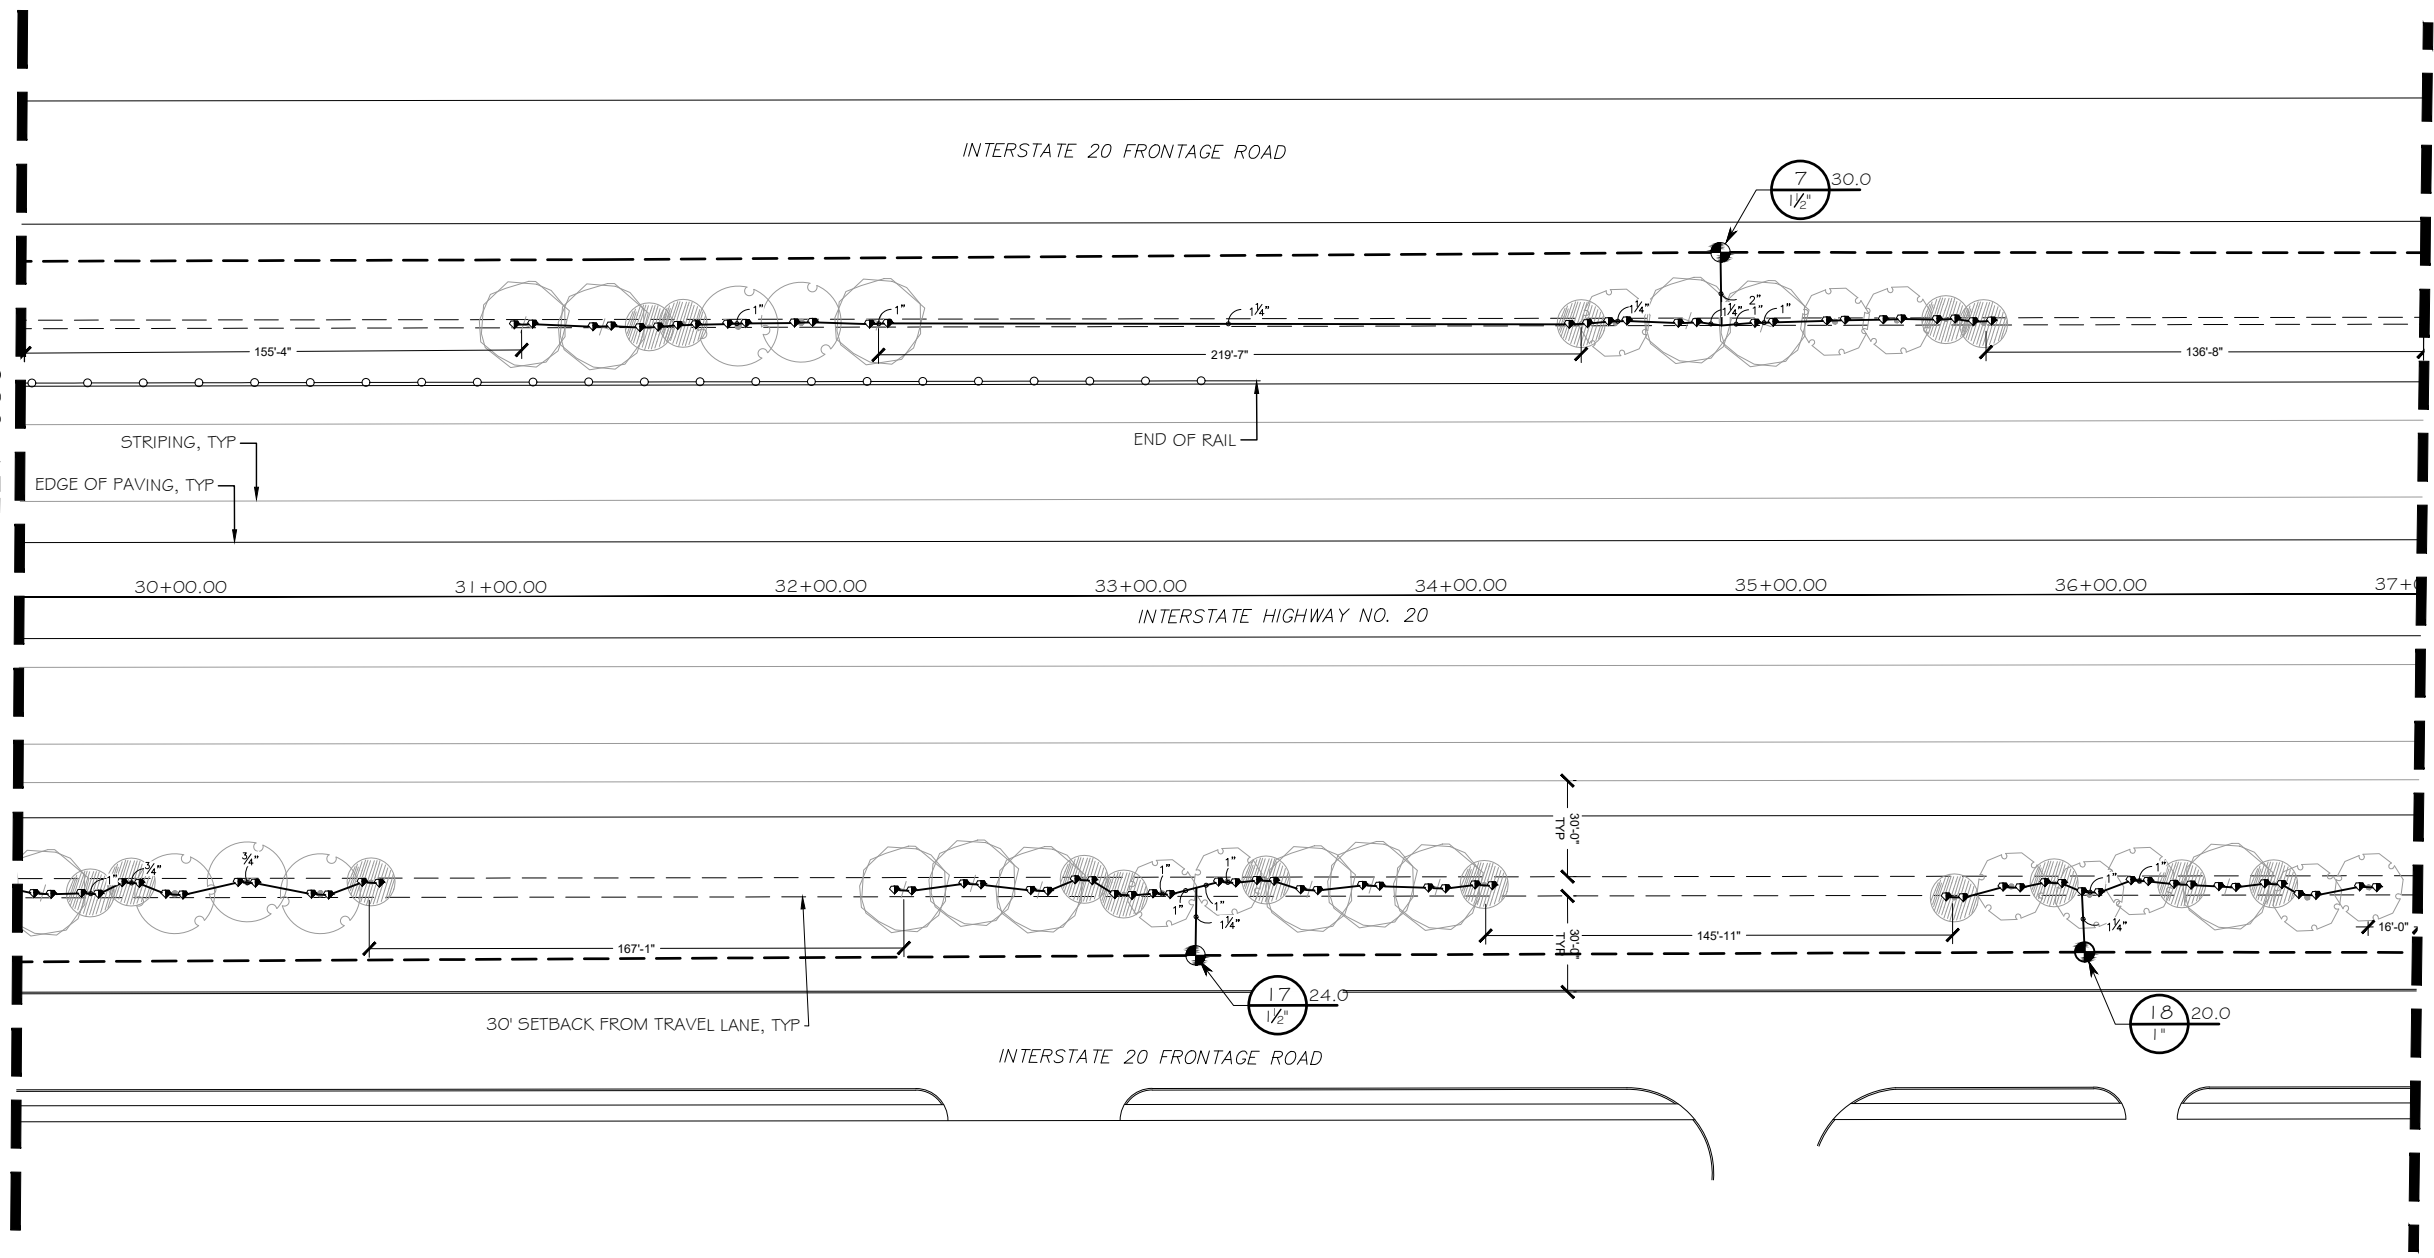 INTERSTATE 20 FRONTAGE ROAD
7 30.0
1½"
1" 1" 1¼" 1¼" 2" 1¼" 1" 1"
155'-4" 219'-7" 136'-8"
STRIPING, TYP END OF RAIL
EDGE OF PAVING, TYP
30+00.00 31+00.00 32+00.00 33+00.00 34+00.00 35+00.00 36+00.00
INTERSTATE HIGHWAY NO. 20
30'-0"
TYP
1" ¾" ¾" 1" 1" 1" 1" 1¼" 1" 1" 1¼"
167'-1" 145'-11" 16'-0"
30'-0"
TYP
17 24.0
1½"
18 20.0
1"
30' SETBACK FROM TRAVEL LANE, TYP
INTERSTATE 20 FRONTAGE ROAD